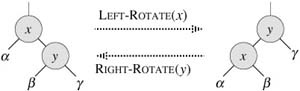 LEFT-ROTATE(x)
x
y
α
y
x
γ
RIGHT-ROTATE(y)
β
γ
α
β